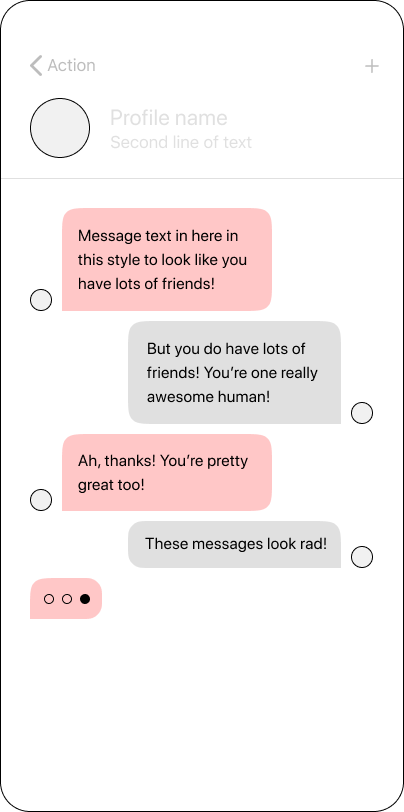 Action
Profile name
Second line of text
Message text in here in
this style to look like you
have lots of friends!
But you do have lots of
friends! You’re one really
awesome human!
Ah, thanks! You’re pretty
great too!
These messages look rad!